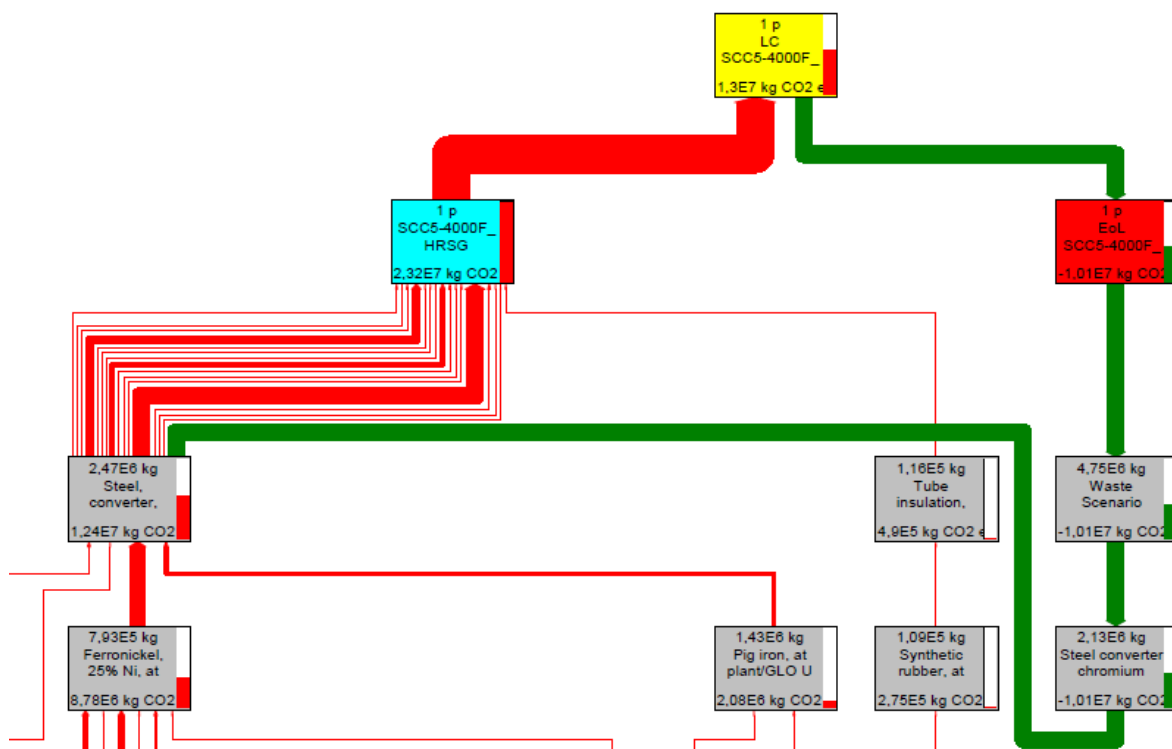 1 p
LC
SCC5-4000F_
1,3E7 kg CO2 e
1 p
SCC5-4000F_
HRSG
2,32E7 kg CO2
1 p
EoL
SCC5-4000F_
-1,01E7 kg CO2
2,47E6 kg
Steel,
converter,
1,24E7 kg CO2
1,16E5 kg
Tube
insulation,
4,9E5 kg CO2 e
4,75E6 kg
Waste
Scenario
-1,01E7 kg CO2
7,93E5 kg
Ferronickel,
25% Ni, at
8,78E6 kg CO2
1,43E6 kg
Pig iron, at
plant/GLO U
2,08E6 kg CO2
1,09E5 kg
Synthetic
rubber, at
2,75E5 kg CO2
2,13E6 kg
Steel converter
chromium
-1,01E7 kg CO2